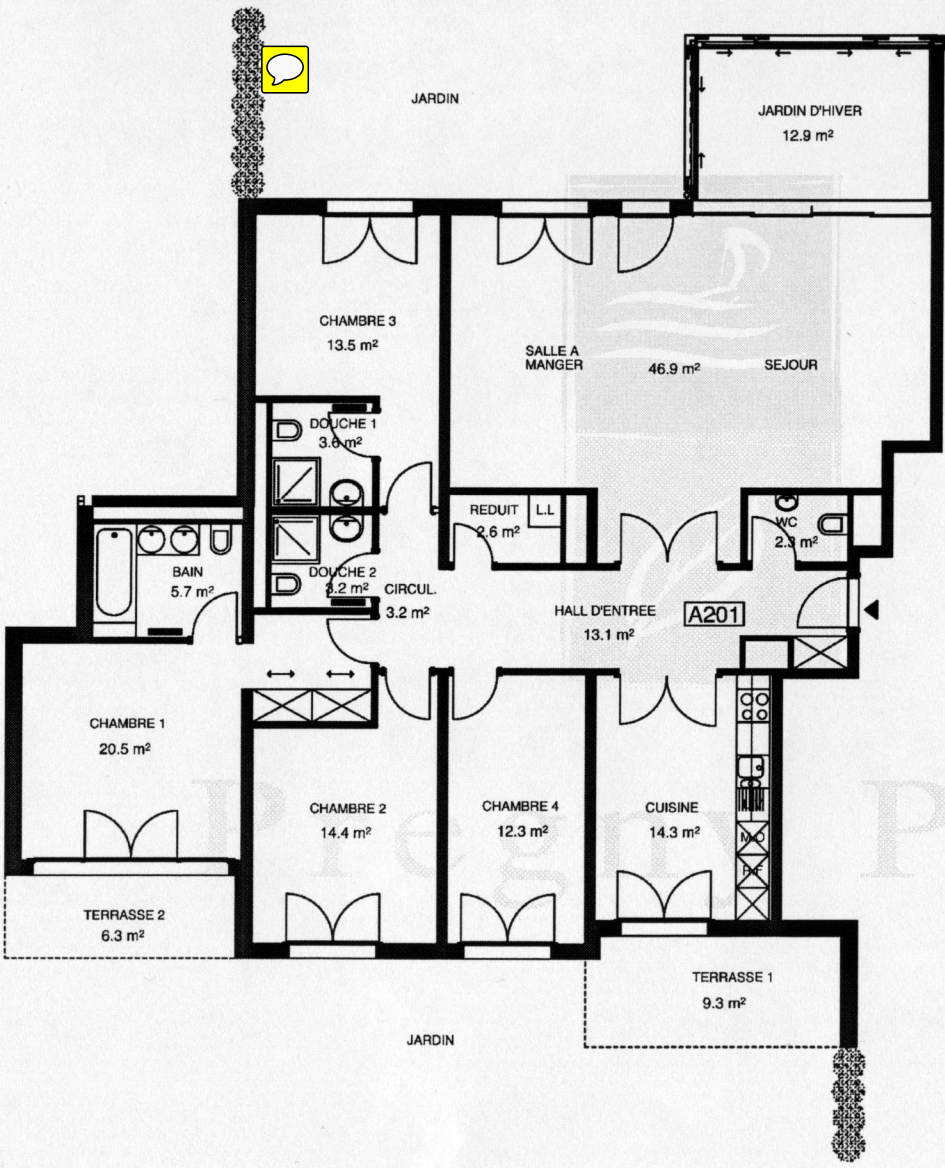 JARDIN
JARDIN D'HIVER
12.9 m²
CHAMBRE 3
13.5 m²
SALLE A
MANGER
46.9 m²
SEJOUR
DOUCHE 1
3.6 m²
REDUIT
2.6 m²
L.L
WC
2.3 m²
BAIN
5.7 m²
DOUCHE 2
3.2 m²
CIRCUL.
3.2 m²
HALL D'ENTREE
13.1 m²
A201
CHAMBRE 1
20.5 m²
CHAMBRE 2
14.4 m²
CHAMBRE 4
12.3 m²
CUISINE
14.3 m²
Pregny P
TERRASSE 2
6.3 m²
TERRASSE 1
9.3 m²
JARDIN